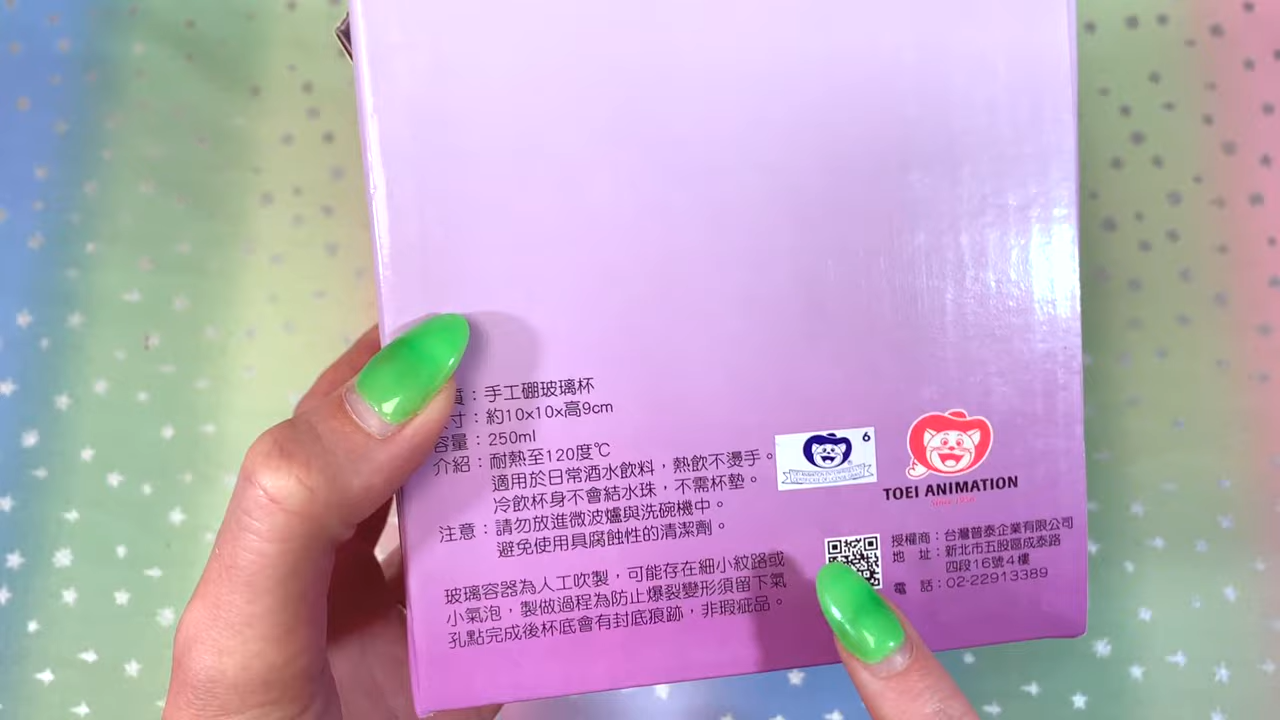 質：手工硼玻璃杯
寸：約10x10x高9cm
容量：250ml
介紹：耐熱至120度℃
適用於日常酒水飲料，熱飲不燙手。
冷飲杯身不會結水珠，不需杯墊。
注意：請勿放進微波爐與洗碗機中。
避免使用具腐蝕性的清潔劑。
玻璃容器為人工吹製，可能存在細小紋路或
小氣泡，製做過程為防止爆裂變形須留下氣
孔點完成後杯底會有封底痕跡，非瑕疵品。
6
TOEI ANIMATION
Since 1956
授權商：台灣普泰企業有限公司
地　址：新北市五股區成泰路
四段16號4樓
電　話：02-22913389